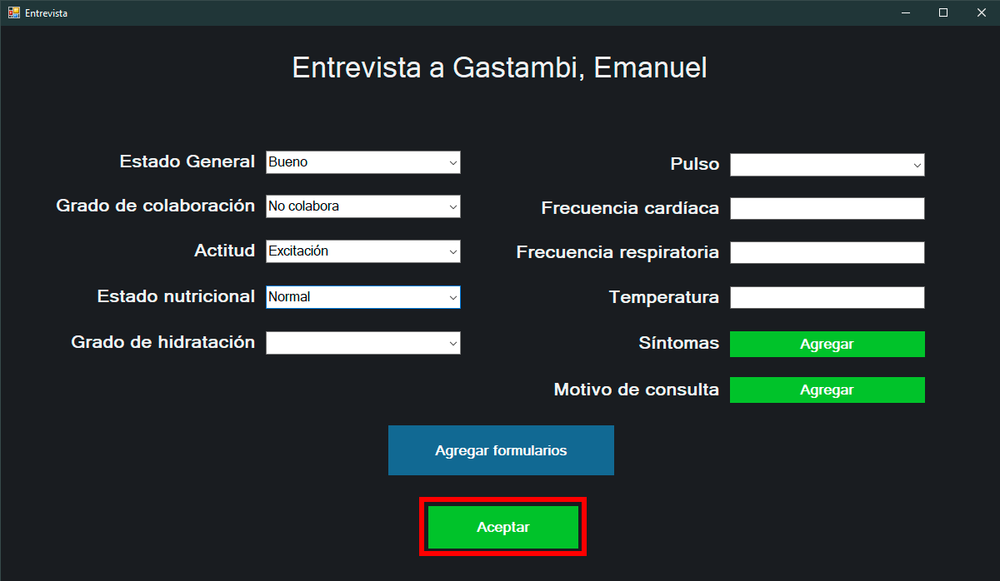 Entrevista
Entrevista a Gastambi, Emanuel
Estado General Bueno
Grado de colaboración No colabora
Actitud Excitación
Estado nutricional Normal
Grado de hidratación
Pulso
Frecuencia cardíaca
Frecuencia respiratoria
Temperatura
Síntomas Agregar
Motivo de consulta Agregar
Agregar formularios
Aceptar